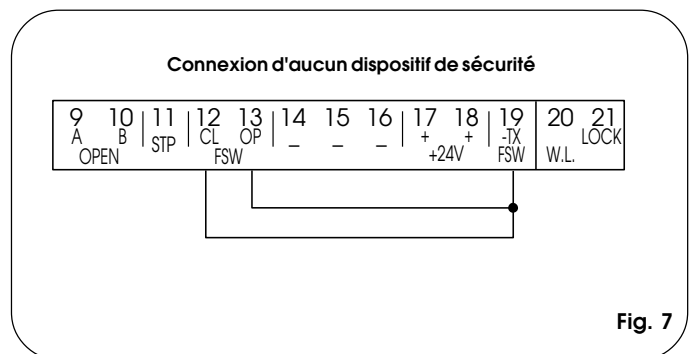 Connexion d'aucun dispositif de sécurité
9 10 11 12 13 14 15 16 17 18 19 20 21
A B STP CL OP _ _ _ + + -TX LOCK
OPEN FSW +24V FSW W.L.
Fig. 7